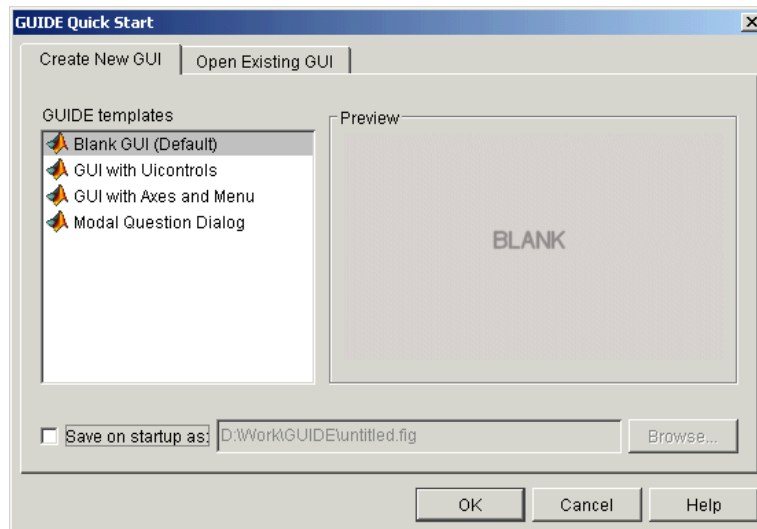 GUIDE Quick Start
Create New GUI
Open Existing GUI
GUIDE templates
Blank GUI (Default)
GUI with Uicontrols
GUI with Axes and Menu
Modal Question Dialog
Preview
BLANK
Save on startup as:
D:\Work\GUIDE\untitled.fig
Browse...
OK
Cancel
Help